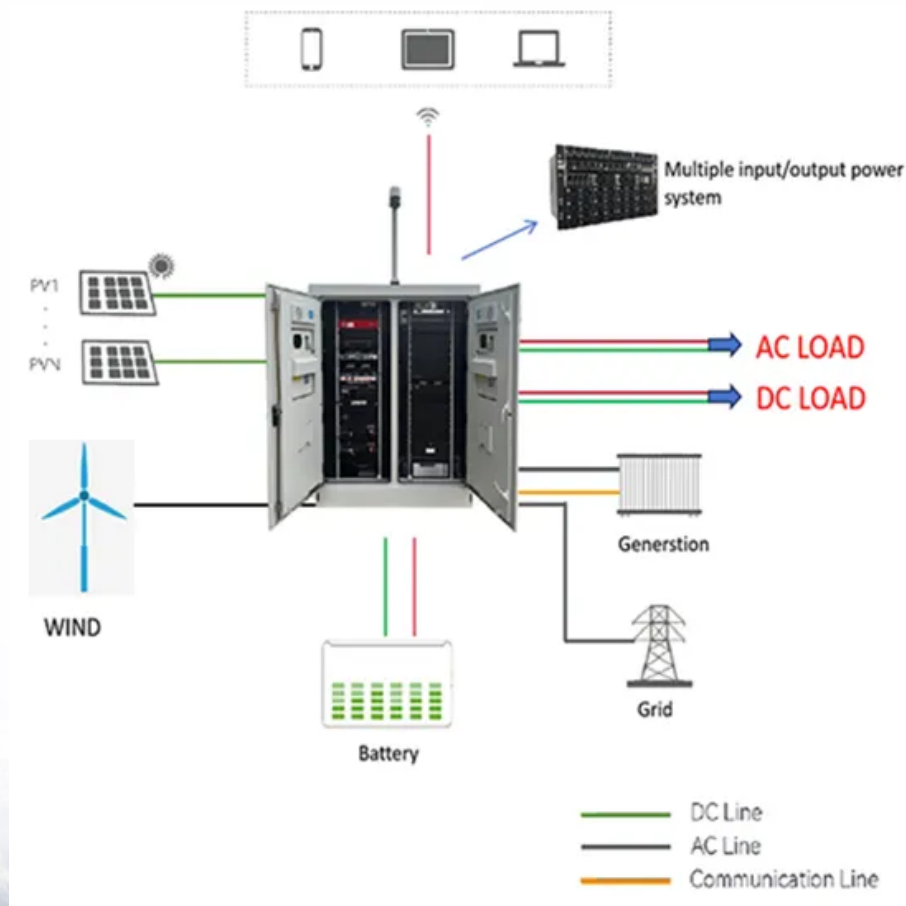 Multiple input/output power
system
PV1
PVN
AC LOAD
DC LOAD
Generstion
WIND
Grid
Battery
DC Line
AC Line
Communication Line